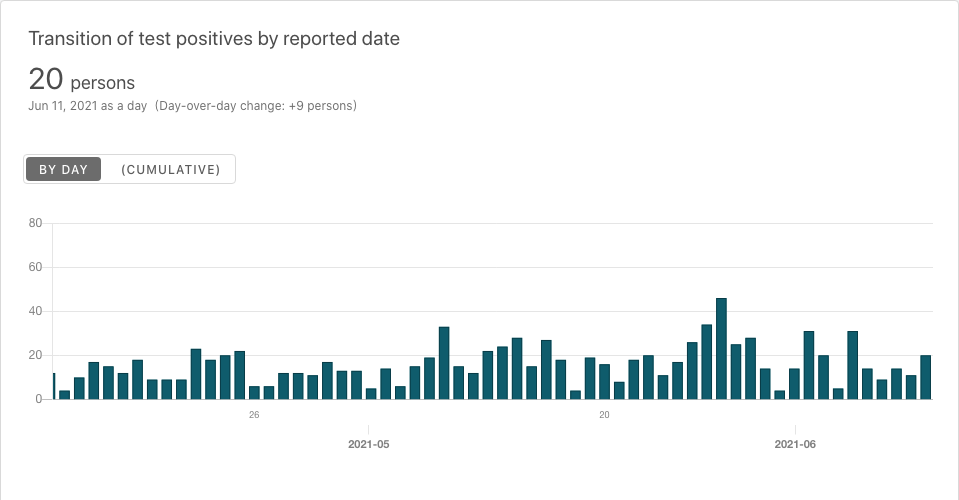 Transition of test positives by reported date
20 persons
Jun 11, 2021 as a day (Day-over-day change: +9 persons)
BY DAY (CUMULATIVE)
80
60
40
20
0
26 20
2021-05 2021-06